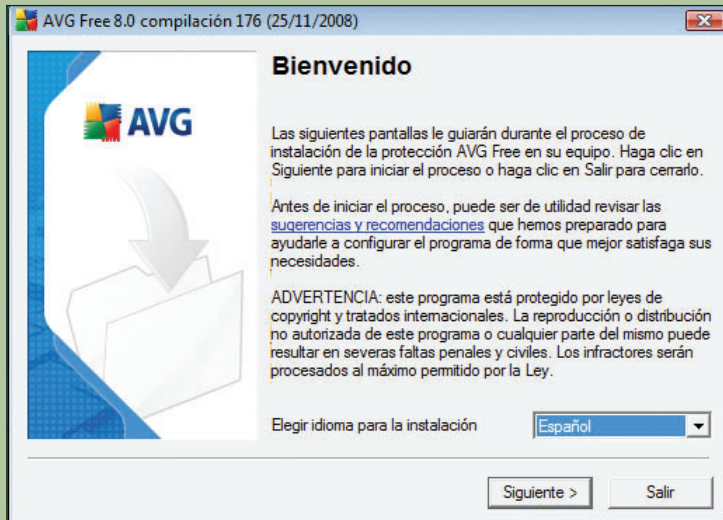 AVG Free 8.0 compilación 176 (25/11/2008)
AVG
Bienvenido
Las siguientes pantallas le guiarán durante el proceso de
instalación de la protección AVG Free en su equipo. Haga clic en
Siguiente para iniciar el proceso o haga clic en Salir para cerrarlo.
Antes de iniciar el proceso, puede ser de utilidad revisar las
sugerencias y recomendaciones que hemos preparado para
ayudarle a configurar el programa de forma que mejor satisfaga sus
necesidades.
ADVERTENCIA: este programa está protegido por leyes de
copyright y tratados internacionales. La reproducción o distribución
no autorizada de este programa o cualquier parte del mismo puede
resultar en severas faltas penales y civiles. Los infractores serán
procesados al máximo permitido por la Ley.
Elegir idioma para la instalación
Español
Siguiente >
Salir